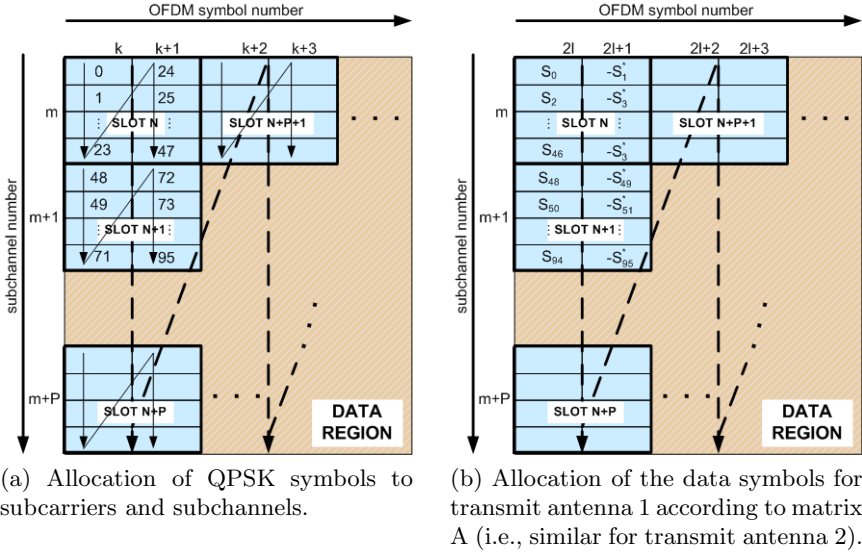 OFDM symbol number
k k+1 k+2 k+3
subchannel number
m
m+1
m+P
0 24
1 25
⋮ SLOT N ⋮
23 47
SLOT N+P+1
. . .
48 72
49 73
⋮ SLOT N+1 ⋮
71 95
SLOT N+P
. . .
DATA
REGION
(a) Allocation of QPSK symbols to
subcarriers and subchannels.
OFDM symbol number
2l 2l+1 2l+2 2l+3
subchannel number
m
m+1
m+P
S₀ -S₁*
S₂ -S₃*
⋮ SLOT N ⋮
S₄₆ -S₃*
SLOT N+P+1
. . .
S₄₈ -S₄₉*
S₅₀ -S₅₁*
⋮ SLOT N+1 ⋮
S₉₄ -S₉₅*
SLOT N+P
. . .
DATA
REGION
(b) Allocation of the data symbols for
transmit antenna 1 according to matrix
A (i.e., similar for transmit antenna 2).